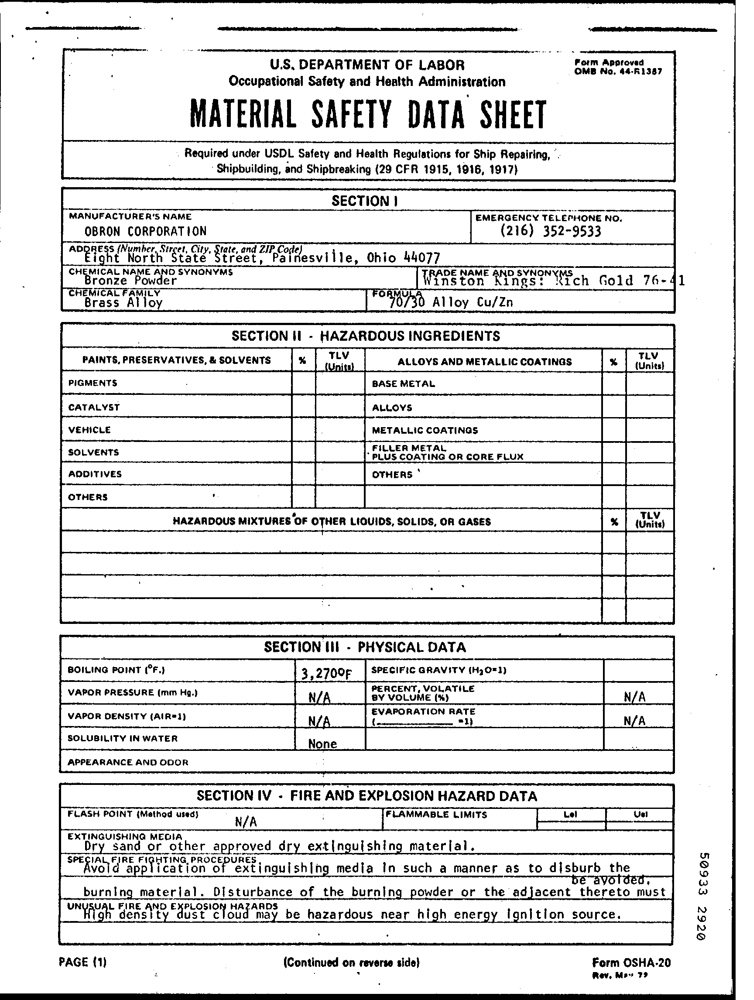 U.S. DEPARTMENT OF LABOR
Occupational Safety and Health Administration
Form Approved
OMB No. 44-R1387
MATERIAL SAFETY DATA SHEET
Required under USDL Safety and Health Regulations for Ship Repairing,
Shipbuilding, and Shipbreaking (29 CFR 1915, 1916, 1917)
SECTION I
MANUFACTURER'S NAME
OBRON CORPORATION
EMERGENCY TELEPHONE NO.
(216) 352-9533
ADDRESS (Number, Street, City, State, and ZIP Code)
Eight North State Street, Painesville, Ohio 44077
CHEMICAL NAME AND SYNONYMS
Bronze Powder
TRADE NAME AND SYNONYMS
Winston Kings: Rich Gold 76-41
CHEMICAL FAMILY
Brass Alloy
FORMULA
70/30 Alloy Cu/Zn
SECTION II - HAZARDOUS INGREDIENTS
PAINTS, PRESERVATIVES, & SOLVENTS % TLV (Units) ALLOYS AND METALLIC COATINGS % TLV (Units)
PIGMENTS BASE METAL
CATALYST ALLOYS
VEHICLE METALLIC COATINGS
SOLVENTS FILLER METAL
PLUS COATING OR CORE FLUX
ADDITIVES OTHERS
OTHERS
HAZARDOUS MIXTURES OF OTHER LIQUIDS, SOLIDS, OR GASES % TLV (Units)
SECTION III - PHYSICAL DATA
BOILING POINT (°F.) 3,270°F SPECIFIC GRAVITY (H₂O=1)
VAPOR PRESSURE (mm Hg.) N/A PERCENT, VOLATILE
BY VOLUME (%) N/A
VAPOR DENSITY (AIR=1) N/A EVAPORATION RATE
(__________ =1) N/A
SOLUBILITY IN WATER None
APPEARANCE AND ODOR
SECTION IV - FIRE AND EXPLOSION HAZARD DATA
FLASH POINT (Method used) N/A FLAMMABLE LIMITS Lel Uel
EXTINGUISHING MEDIA
Dry sand or other approved dry extinguishing material.
SPECIAL FIRE FIGHTING PROCEDURES
Avoid application of extinguishing media in such a manner as to disburb the
be avoided.
burning material. Disturbance of the burning powder or the adjacent thereto must
UNUSUAL FIRE AND EXPLOSION HAZARDS
High density dust cloud may be hazardous near high energy ignition source.
PAGE (1) (Continued on reverse side) Form OSHA-20
Rev. May 72
50933 2920